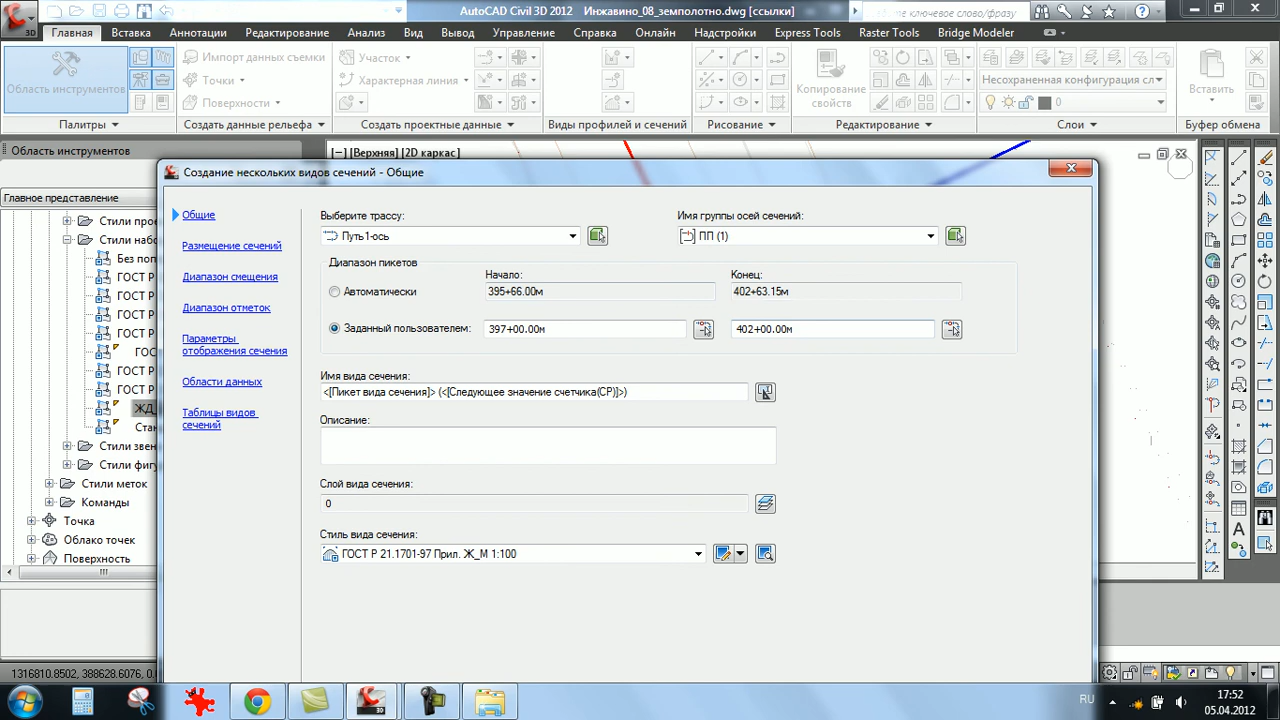 AutoCAD Civil 3D 2012 Инжавино_08_земполотно.dwg [ссылки]
3D
Главная Вставка Аннотации Редактирование Анализ Вид Вывод Управление Справка Онлайн Надстройки Express Tools Raster Tools Bridge Modeler
Область инструментов
Импорт данных съемки
Точки
Поверхности
Участок
Характерная линия
Копирование свойств
Несохраненная конфигурация сл
0
Вставить
Палитры
Создать данные рельефа
Создать проектные данные
Виды профилей и сечений
Рисование
Редактирование
Слои
Буфер обмена
Область инструментов
[−] [Верхняя] [2D каркас]
Главное представление
Стили прое
Стили набо
Без поп
ГОСТ Р
ГОСТ Р
ГОСТ Р
ГОСТ Р
ГОС
ГОСТ Р
ГОСТ Р
ЖД_
Стан
Стили звен
Стили фигу
Стили меток
Команды
Точка
Облако точек
Поверхность
Создание нескольких видов сечений - Общие
Общие
Размещение сечений
Диапазон смещения
Диапазон отметок
Параметры
отображения сечения
Области данных
Таблицы видов
сечений
Выберите трассу:
Путь1-ось
Имя группы осей сечений:
ПП (1)
Диапазон пикетов
Начало:
Конец:
Автоматически
395+66.00м
402+63.15м
Заданный пользователем:
397+00.00м
402+00.00м
Имя вида сечения:
<[Пикет вида сечения]> (<[Следующее значение счетчика(CP)]>)
Описание:
Слой вида сечения:
0
Стиль вида сечения:
ГОСТ Р 21.1701-97 Прил. Ж_М 1:100
1316810.8502, 388628.6076, 0.
RU
17:52
05.04.2012